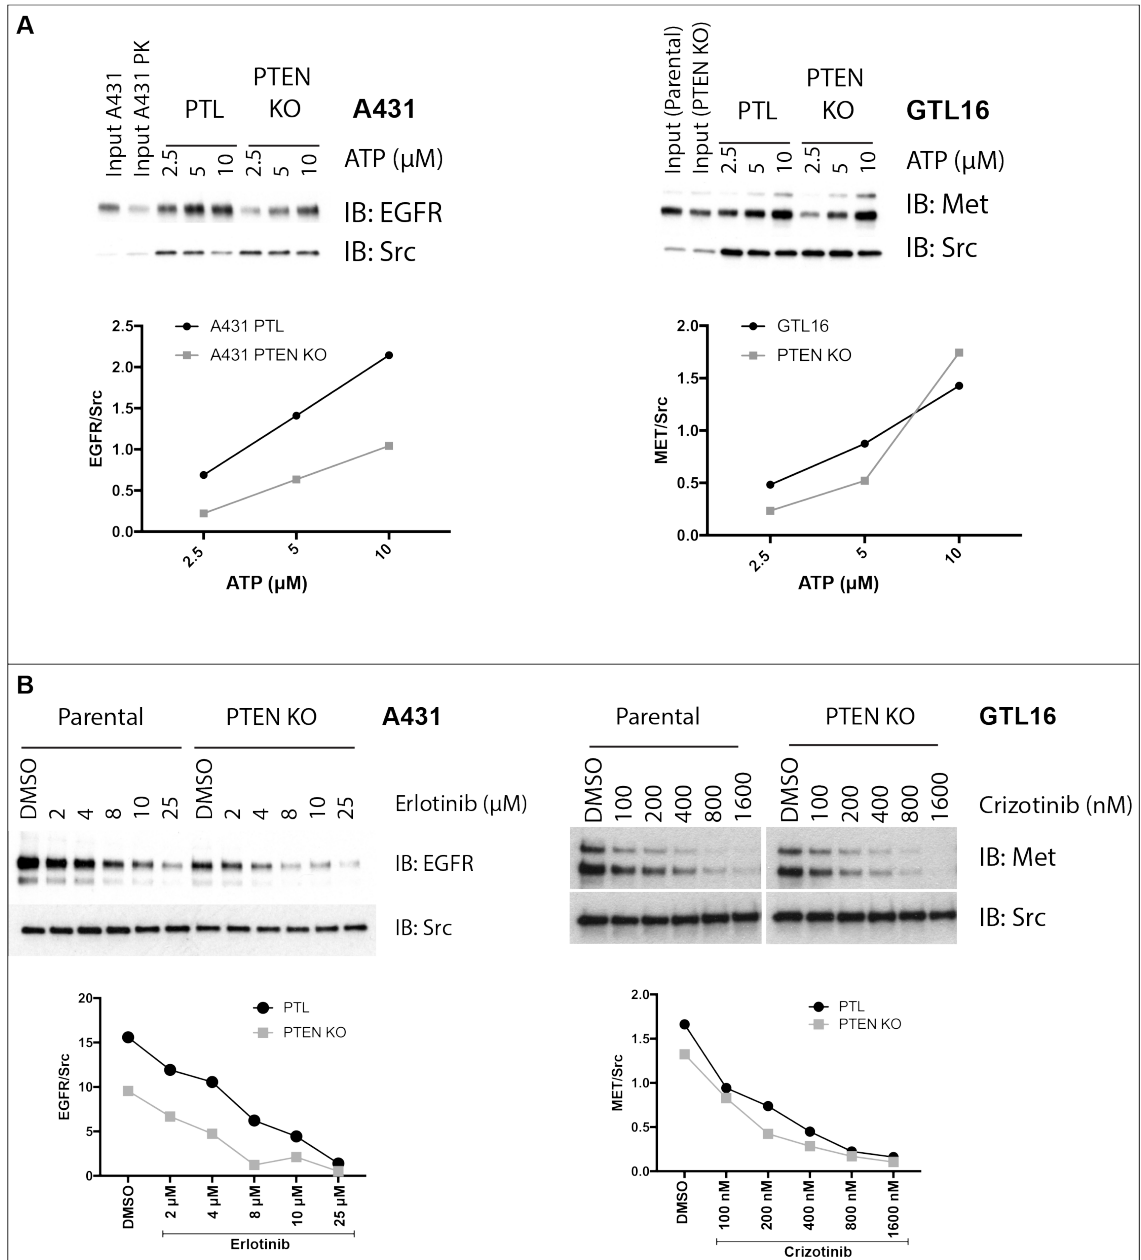 A
Input A431
Input A431 PK
PTL
PTEN
KO
A431
2.5
5
10
2.5
5
10
ATP (µM)
IB: EGFR
IB: Src
Input (Parental)
Input (PTEN KO)
PTL
PTEN
KO
GTL16
2.5
5
10
2.5
5
10
ATP (µM)
IB: Met
IB: Src
A431 PTL
A431 PTEN KO
EGFR/Src
2.5
2.0
1.5
1.0
0.5
0.0
2.5
5
10
ATP (µM)
GTL16
PTEN KO
MET/Src
2.0
1.5
1.0
0.5
0.0
2.5
5
10
ATP (µM)
B
Parental
PTEN KO
A431
DMSO
2
4
8
10
25
DMSO
2
4
8
10
25
Erlotinib (µM)
IB: EGFR
IB: Src
Parental
PTEN KO
GTL16
DMSO
100
200
400
800
1600
DMSO
100
200
400
800
1600
Crizotinib (nM)
IB: Met
IB: Src
PTL
PTEN KO
EGFR/Src
20
15
10
5
0
DMSO
2 µM
4 µM
8 µM
10 µM
25 µM
Erlotinib
PTL
PTEN KO
MET/Src
2.0
1.5
1.0
0.5
0.0
DMSO
100 nM
200 nM
400 nM
800 nM
1600 nM
Crizotinib